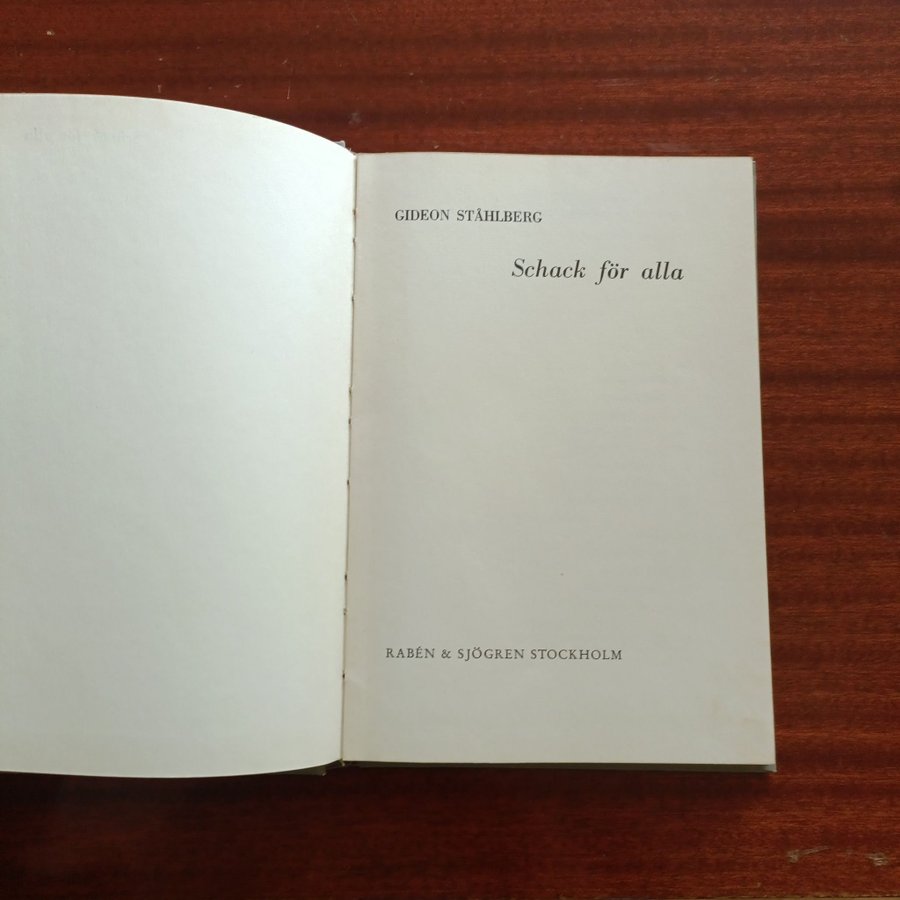 GIDEON STÅHLBERG
Schack för alla
RABÉN & SJÖGREN STOCKHOLM